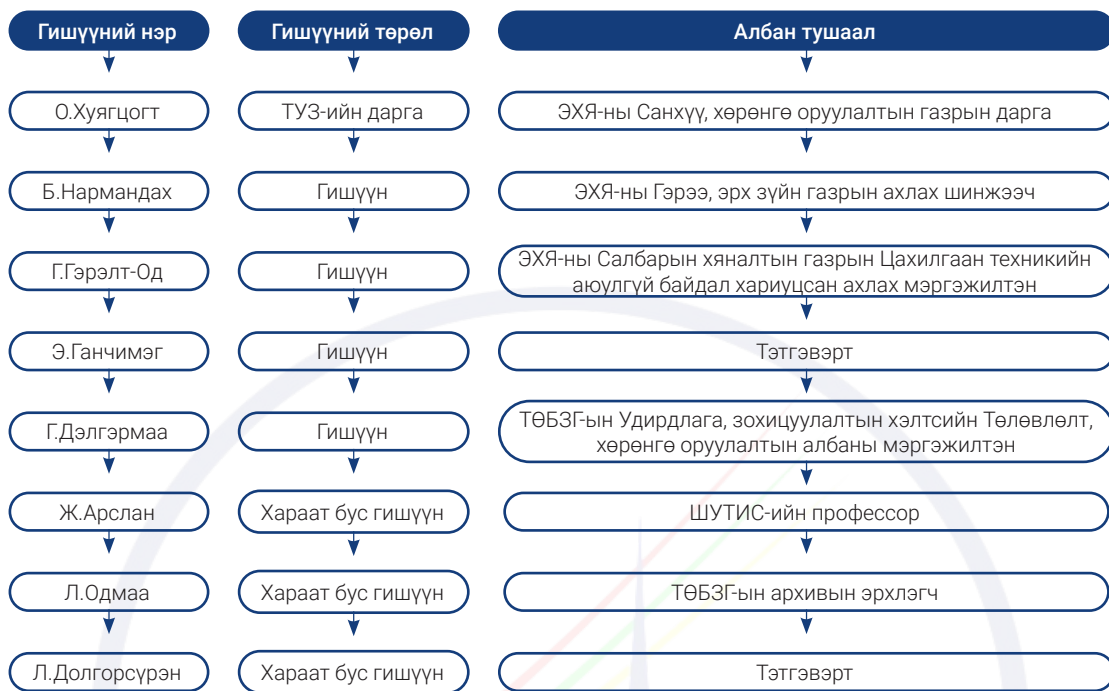 Гишүүний нэр
Гишүүний төрөл
Албан тушаал
О.Хуягцогт
ТУЗ-ийн дарга
ЭХЯ-ны Санхүү, хөрөнгө оруулалтын газрын дарга
Б.Нармандах
Гишүүн
ЭХЯ-ны Гэрээ, эрх зүйн газрын ахлах шинжээч
Г.Гэрэлт-Од
Гишүүн
ЭХЯ-ны Салбарын хяналтын газрын Цахилгаан техникийн
аюулгүй байдал хариуцсан ахлах мэргэжилтэн
Э.Ганчимэг
Гишүүн
Тэтгэвэрт
Г.Дэлгэрмаа
Гишүүн
ТӨБЗГ-ын Удирдлага, зохицуулалтын хэлтсийн Төлөвлөлт,
хөрөнгө оруулалтын албаны мэргэжилтэн
Ж.Арслан
Хараат бус гишүүн
ШУТИС-ийн профессор
Л.Одмаа
Хараат бус гишүүн
ТӨБЗГ-ын архивын эрхлэгч
Л.Долгорсүрэн
Хараат бус гишүүн
Тэтгэвэрт